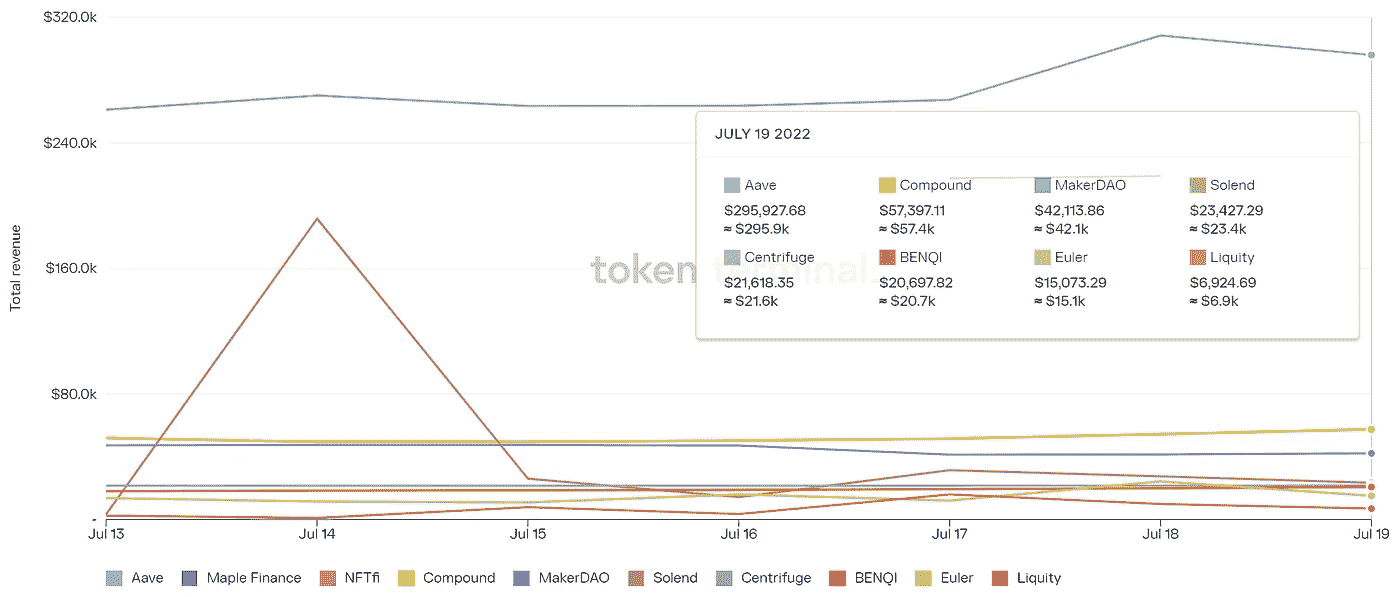 $320.0k
$240.0k
$160.0k
$80.0k
-
Total revenue
JULY 19 2022
Aave Compound MakerDAO Solend
$295,927.68 $57,397.11 $42,113.86 $23,427.29
≈ $295.9k ≈ $57.4k ≈ $42.1k ≈ $23.4k
Centrifuge BENQI Euler Liquity
$21,618.35 $20,697.82 $15,073.29 $6,924.69
≈ $21.6k ≈ $20.7k ≈ $15.1k ≈ $6.9k
token terminal
Jul 13 Jul 14 Jul 15 Jul 16 Jul 17 Jul 18 Jul 19
Aave Maple Finance NFTfi Compound MakerDAO Solend Centrifuge BENQI Euler Liquity